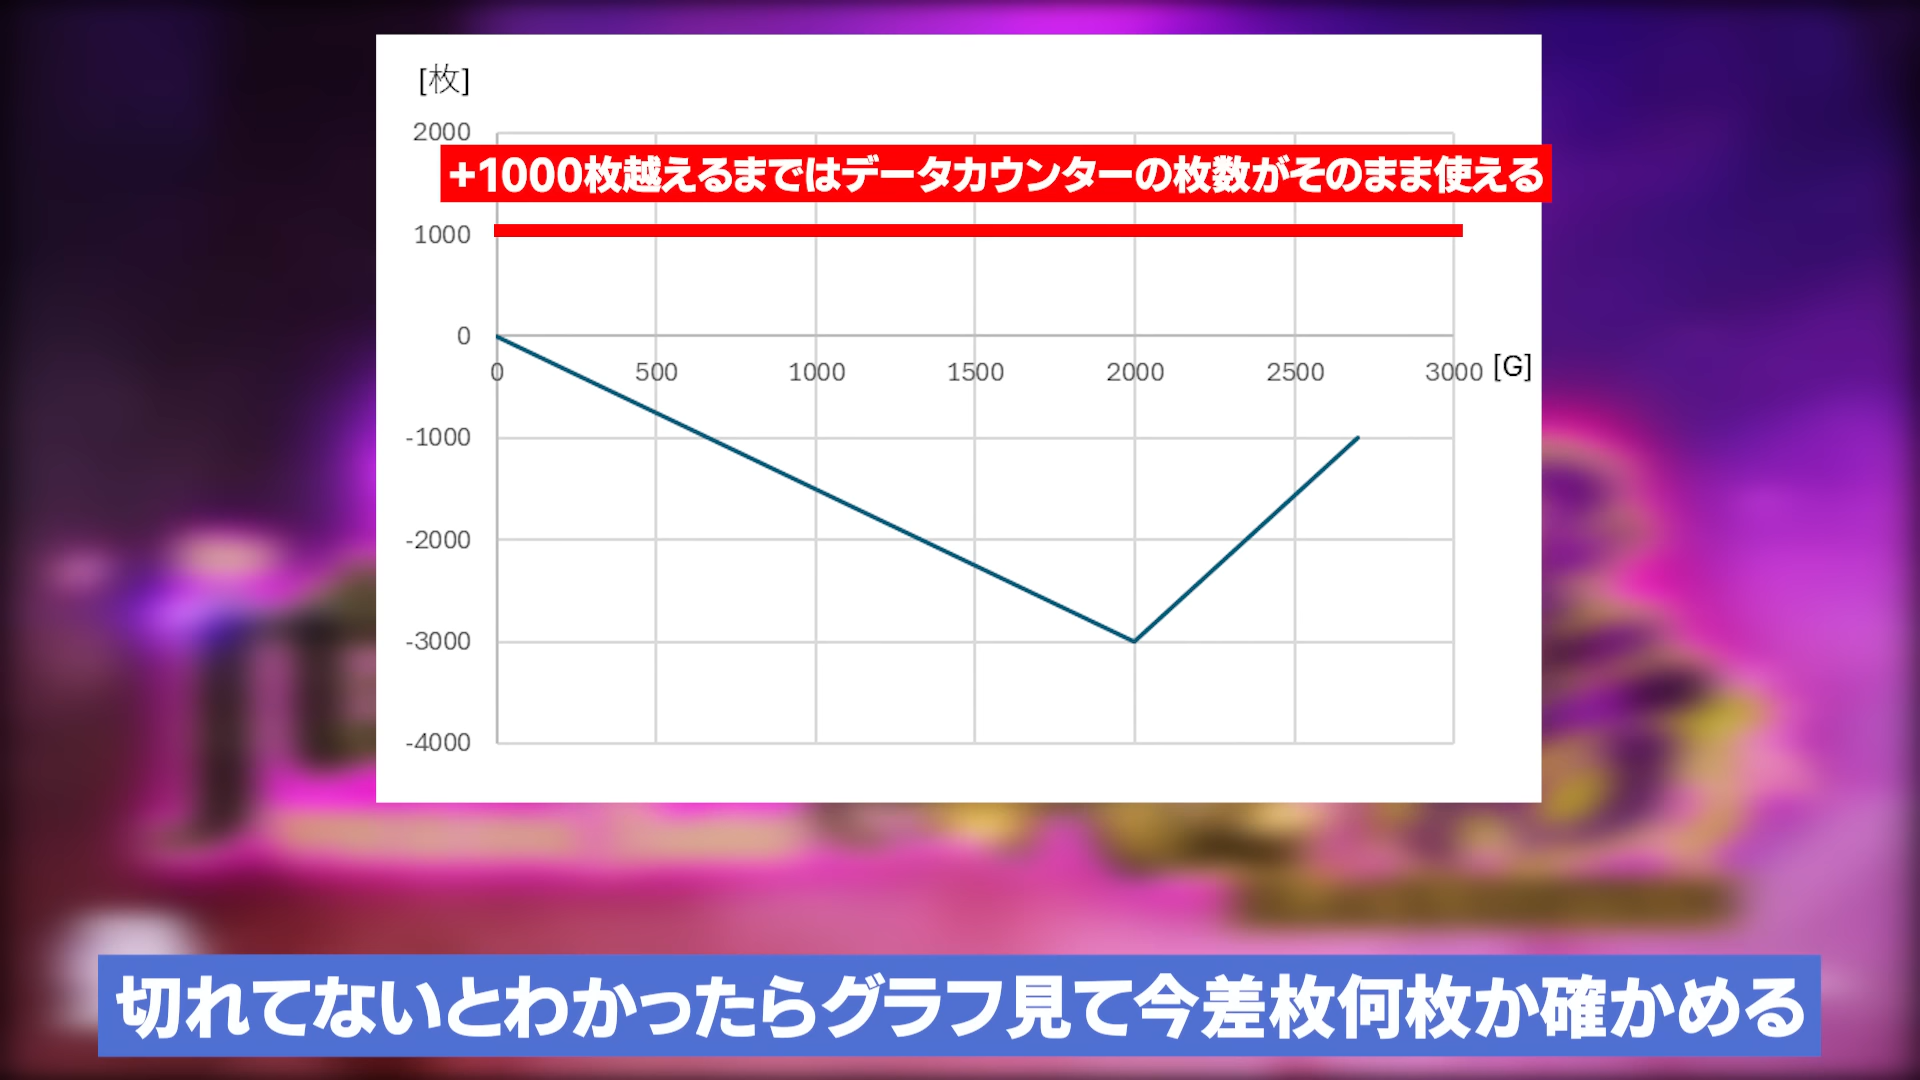 [枚]
2000
+1000枚越えるまではデータカウンターの枚数がそのまま使える
1000
0
0 500 1000 1500 2000 2500 3000 [G]
-1000
-2000
-3000
-4000
切れてないとわかったらグラフ見て今差枚何枚か確かめる